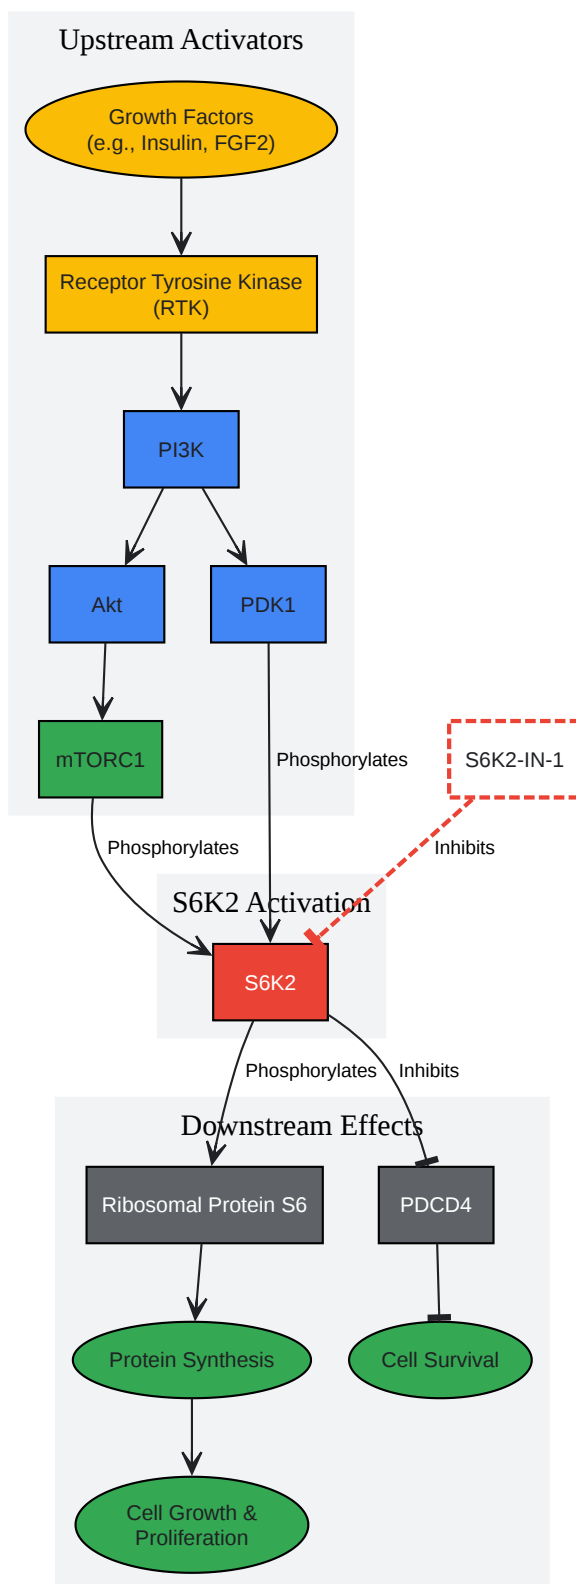 Upstream Activators
Growth Factors
(e.g., Insulin, FGF2)
Receptor Tyrosine Kinase
(RTK)
PI3K
Akt
PDK1
mTORC1
Phosphorylates
S6K2-IN-1
Phosphorylates
Inhibits
S6K2 Activation
S6K2
Phosphorylates
Inhibits
Downstream Effects
Ribosomal Protein S6
PDCD4
Protein Synthesis
Cell Survival
Cell Growth &
Proliferation